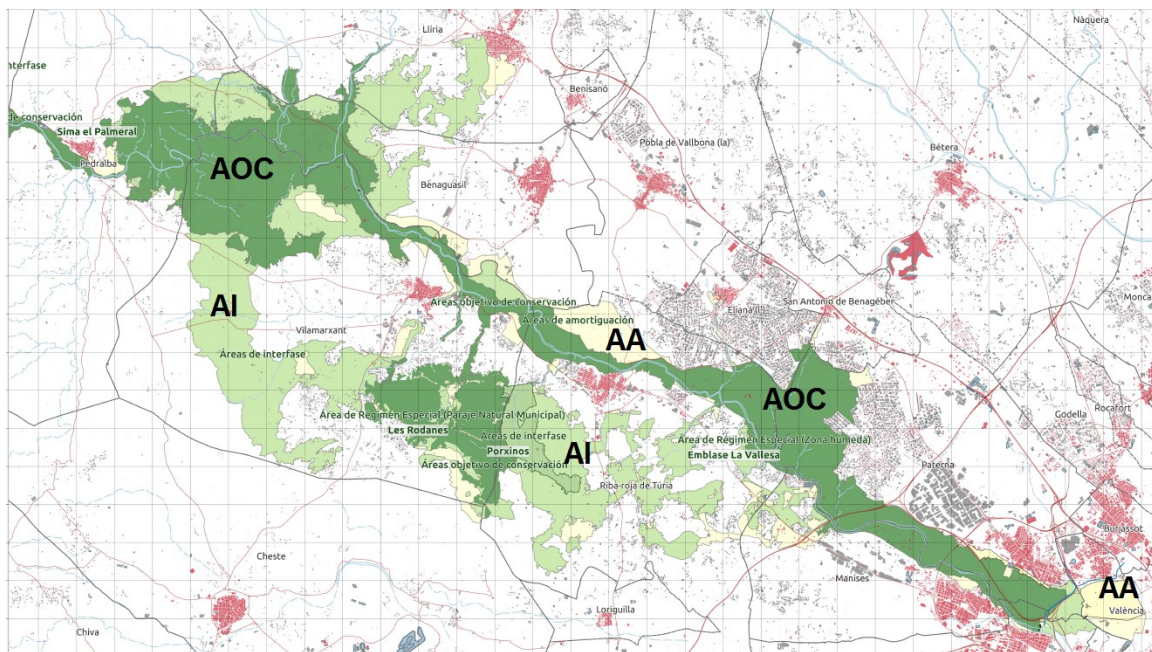 Llíria
Nàquera
nterfase
Benisanó
de conservación
Sima el Palmeral
Pobla de Vallbona (la)
Bétera
Pedralba
AOC
Benaguasil
Áreas objetivo de conservación
San Antonio de Benagéber
Eliana (l')
AI
Áreas de amortiguación
Vilamarxant
AA
Áreas de interfase
AOC
Área de Régimen Especial (Paraje Natural Municipal)
Les Rodanes
Godella
Rocafort
Áreas de interfase
Porxinos
AI
Área de Régimen Especial (Zona húmeda)
Emblase La Vallesa
Áreas objetivo de conservación
Paterna
Riba-roja de Túria
Burjassot
Cheste
Manises
AA
València
Loriguilla
Chiva